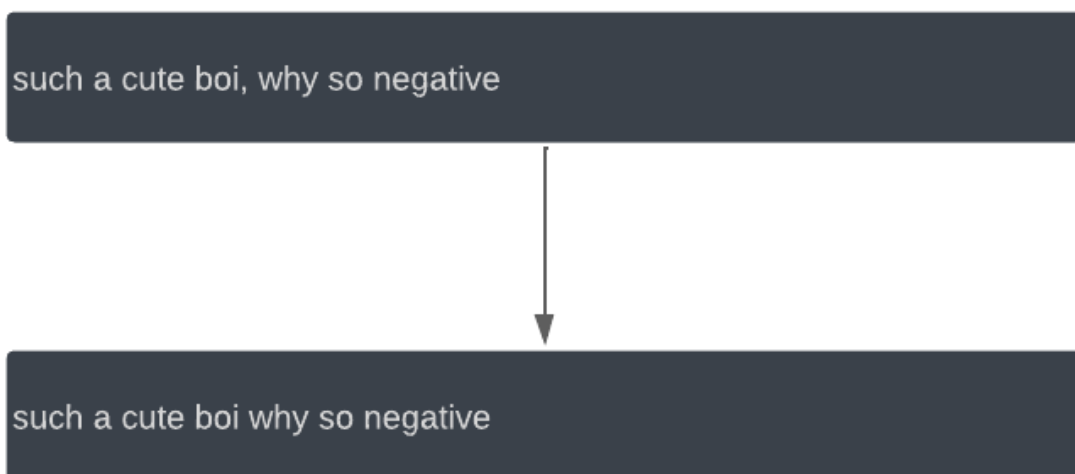 such a cute boi, why so negative
such a cute boi why so negative